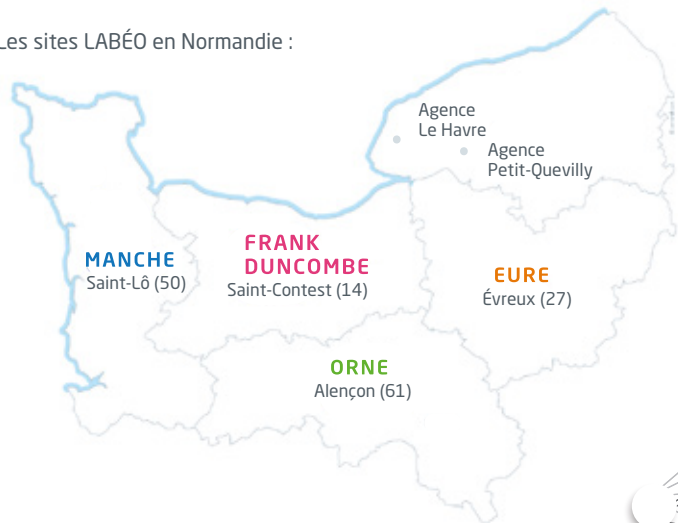 Les sites LABÉO en Normandie :
Agence
Le Havre
Agence
Petit-Quevilly
MANCHE
Saint-Lô (50)
FRANK
DUNCOMBE
Saint-Contest (14)
EURE
Évreux (27)
ORNE
Alençon (61)